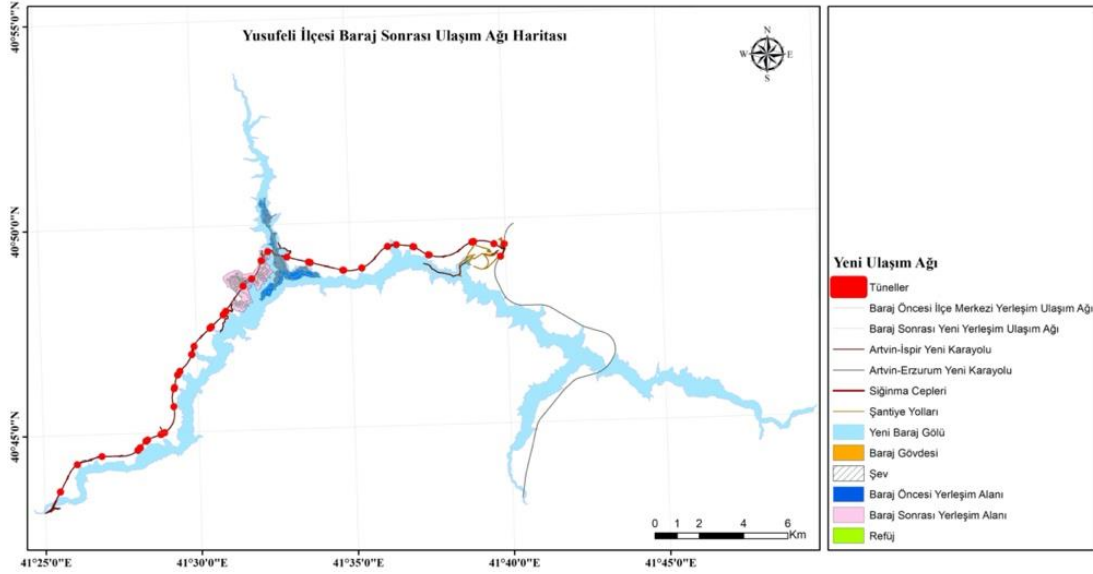 Yusufeli İlçesi Baraj Sonrası Ulaşım Ağı Haritası
N
W E
S
40°55'0"N
40°50'0"N
40°45'0"N
41°25'0"E 41°30'0"E 41°35'0"E 41°40'0"E 41°45'0"E
0 1 2 4 6
Km
Yeni Ulaşım Ağı
Tüneller
Baraj Öncesi İlçe Merkezi Yerleşim Ulaşım Ağı
Baraj Sonrası Yeni Yerleşim Ulaşım Ağı
Artvin-İspir Yeni Karayolu
Artvin-Erzurum Yeni Karayolu
Siğinma Cepleri
Şantiye Yolları
Yeni Baraj Gölü
Baraj Gövdesi
Şev
Baraj Öncesi Yerleşim Alanı
Baraj Sonrası Yerleşim Alanı
Refüj